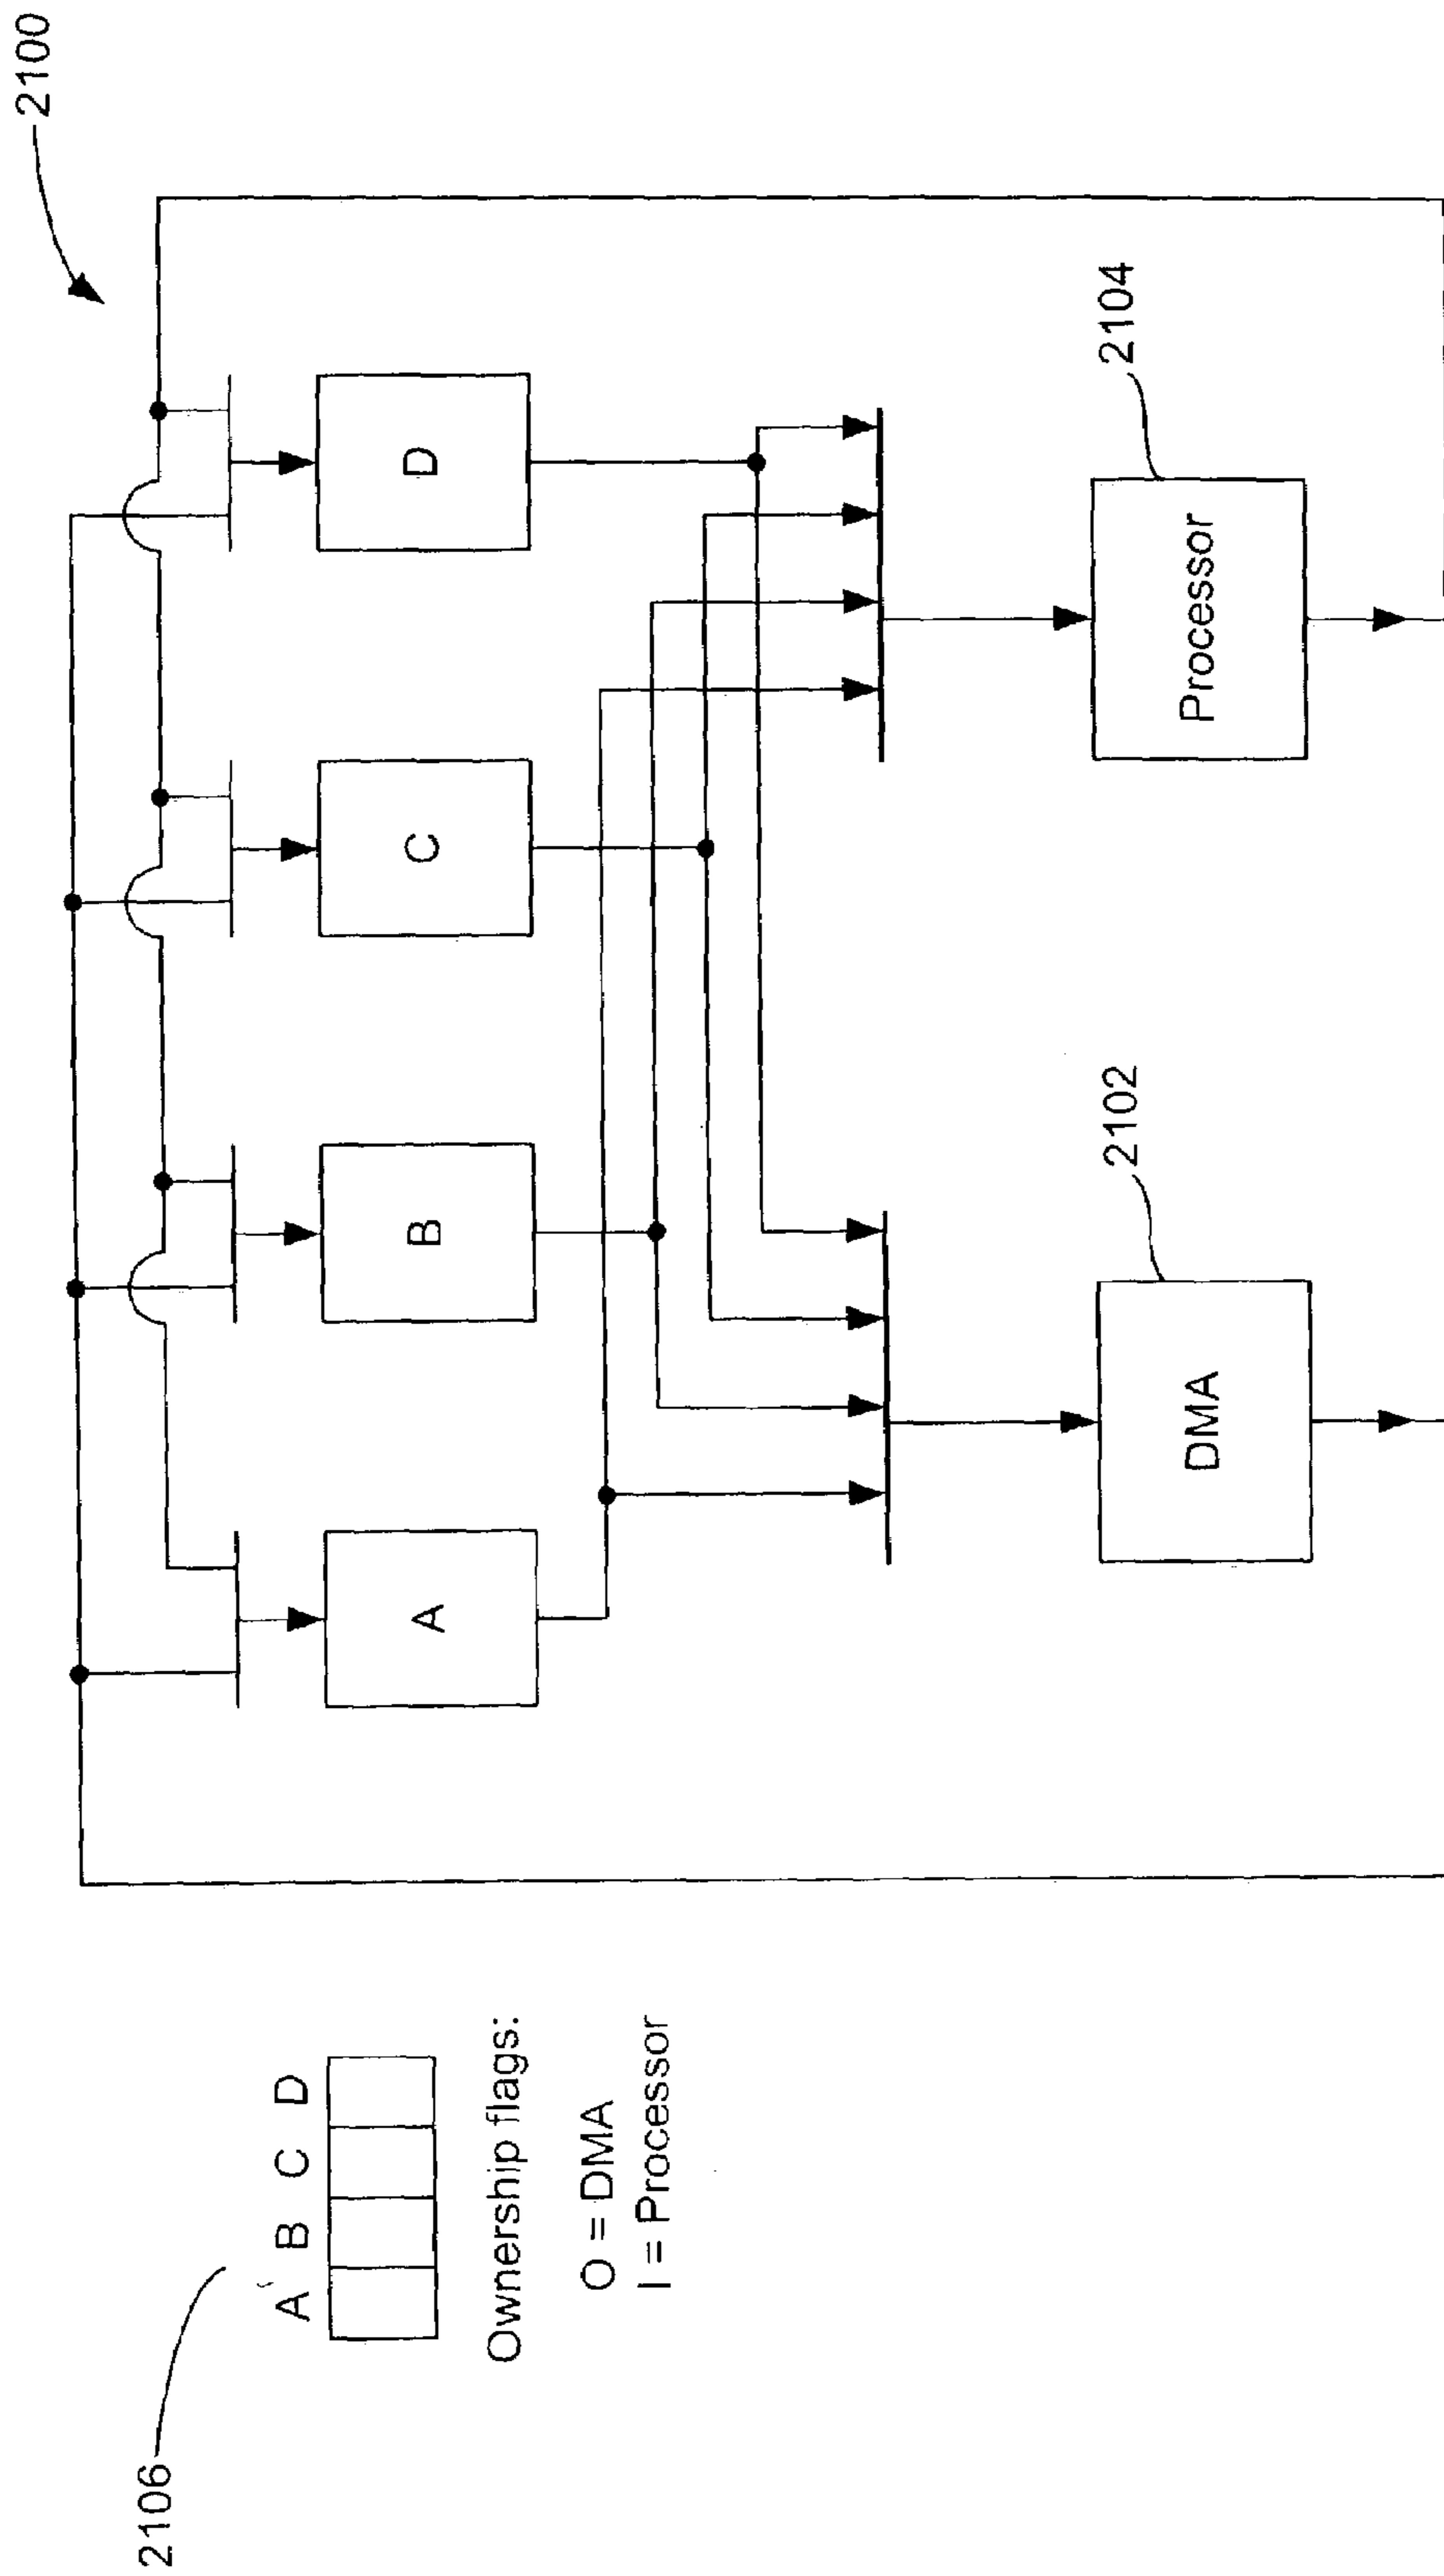 2100
2106
A B C D
Ownership flags:
O = DMA
I = Processor
A
B
C
D
2102
DMA
2104
Processor